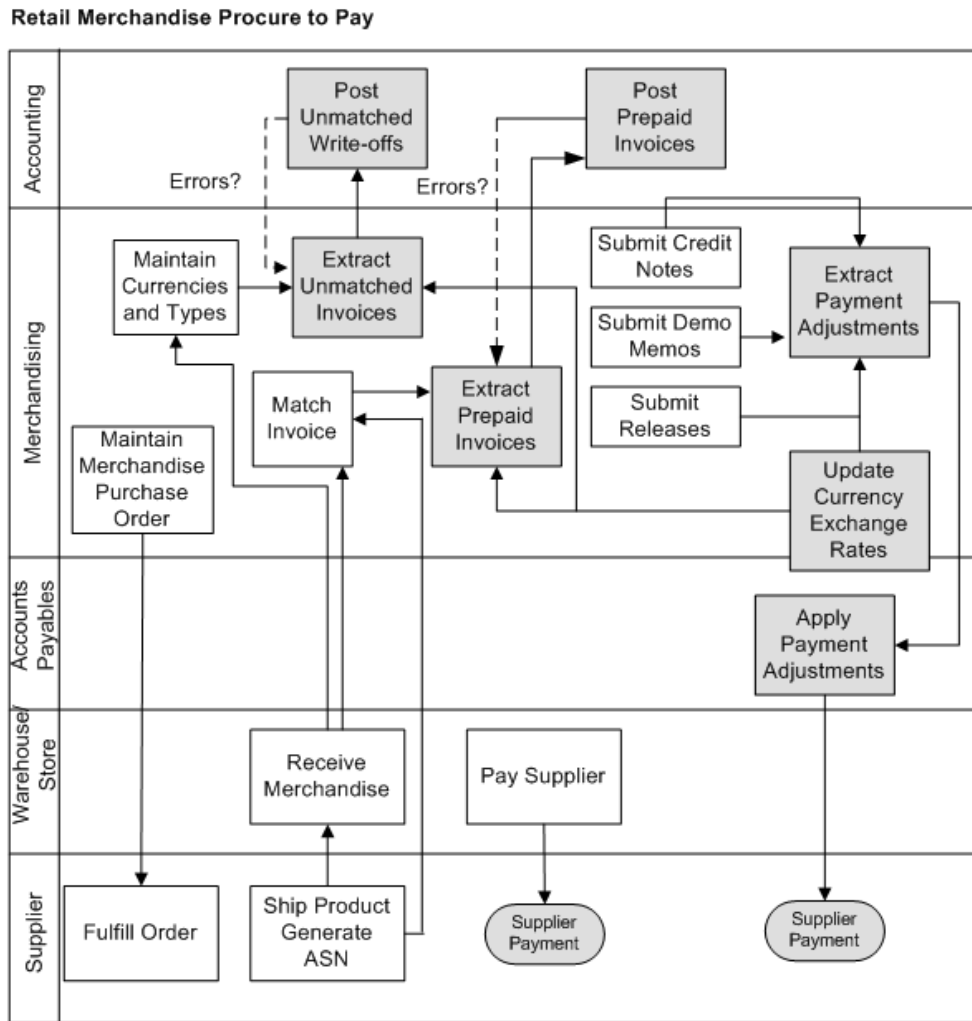 Retail Merchandise Procure to Pay
Accounting
Post
Unmatched
Write-offs
Post
Prepaid
Invoices
Errors?
Errors?
Merchandising
Maintain
Currencies
and Types
Extract
Unmatched
Invoices
Submit Credit
Notes
Extract
Payment
Adjustments
Submit Demo
Memos
Match
Invoice
Extract
Prepaid
Invoices
Submit
Releases
Maintain
Merchandise
Purchase
Order
Update
Currency
Exchange
Rates
Accounts
Payables
Apply
Payment
Adjustments
Warehouse/
Store
Receive
Merchandise
Pay Supplier
Supplier
Fulfill Order
Ship Product
Generate
ASN
Supplier
Payment
Supplier
Payment